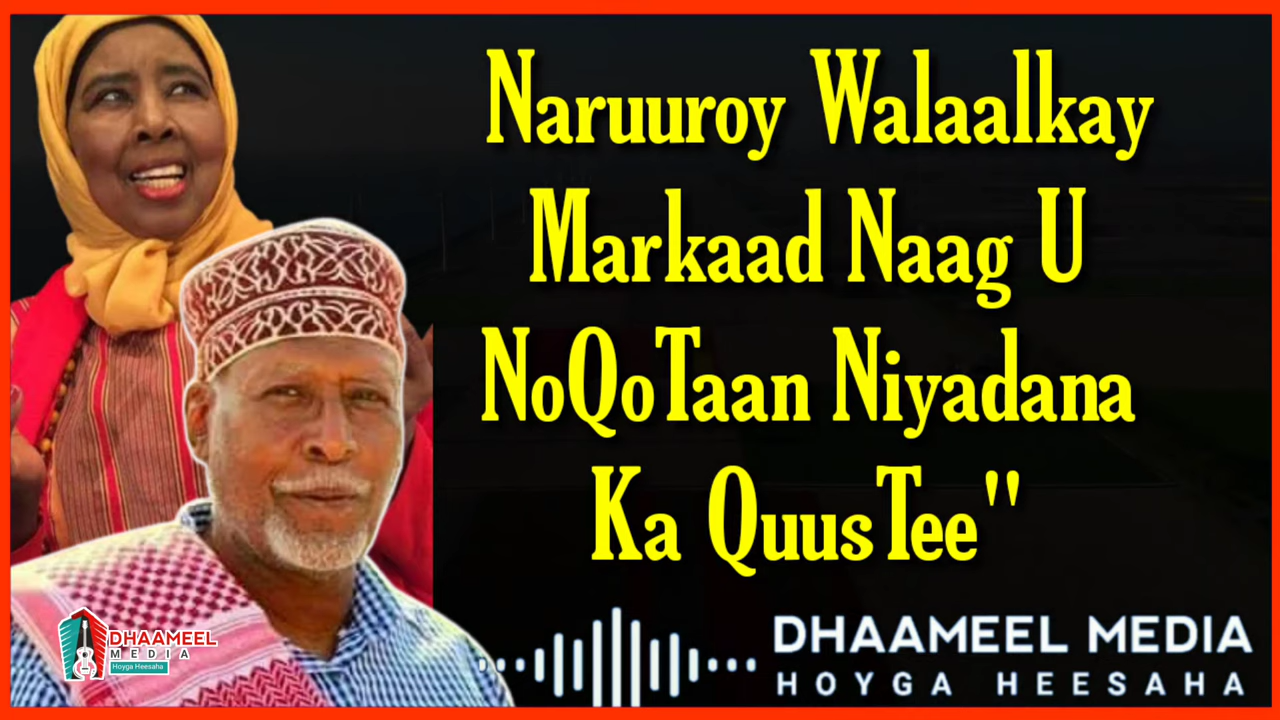 Naruuroy Walaalkay
Markaad Naag U
NoQoTaan Niyadana
Ka QuusTee"
DHAAMEEL MEDIA
HOYGA HEESAHA
DHAAMEEL
MEDIA
Hoyga Heesaha